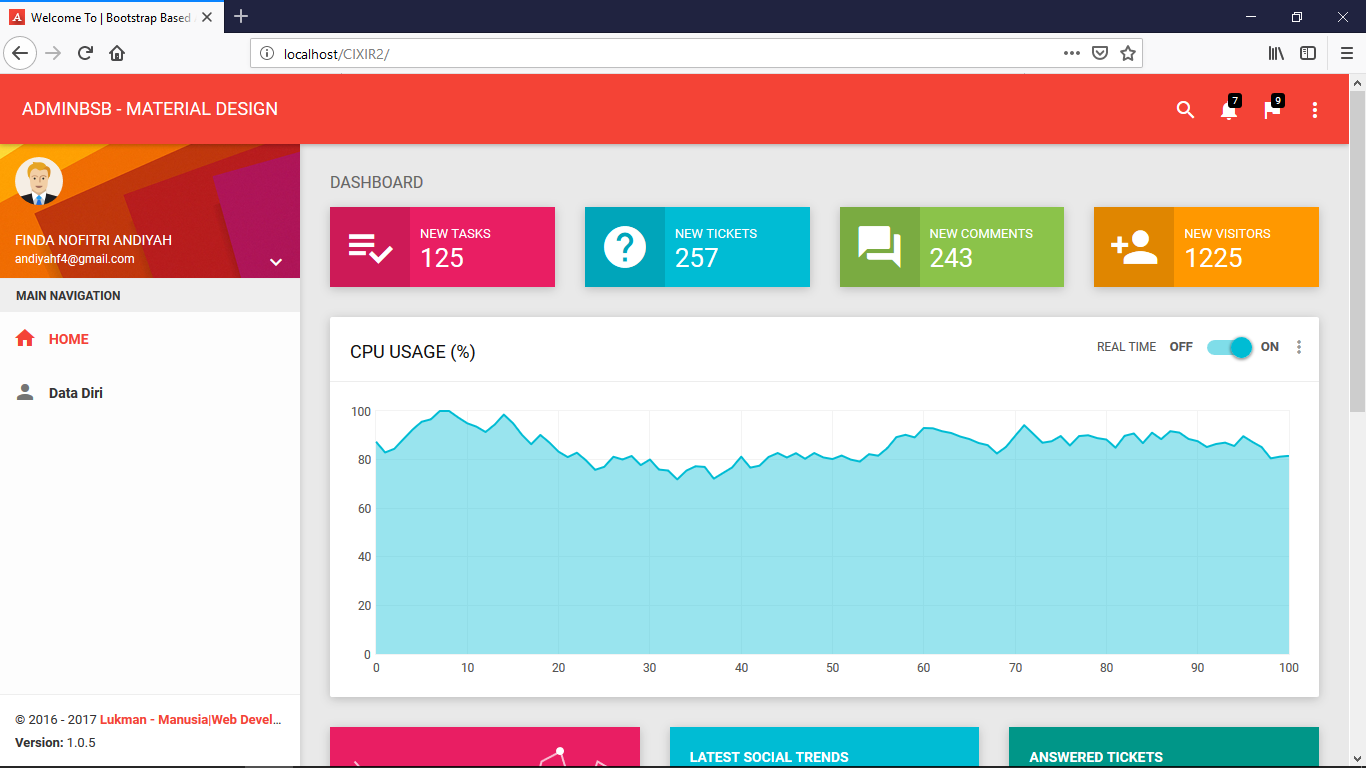 A Welcome To | Bootstrap Based
localhost/CIXIR2/
ADMINBSB - MATERIAL DESIGN
7
9
FINDA NOFITRI ANDIYAH
andiyahf4@gmail.com
MAIN NAVIGATION
HOME
Data Diri
© 2016 - 2017 Lukman - Manusia|Web Devel...
Version: 1.0.5
DASHBOARD
NEW TASKS
125
NEW TICKETS
257
NEW COMMENTS
243
NEW VISITORS
1225
CPU USAGE (%)
REAL TIME OFF ON
100
80
60
40
20
0
0 10 20 30 40 50 60 70 80 90 100
LATEST SOCIAL TRENDS
ANSWERED TICKETS